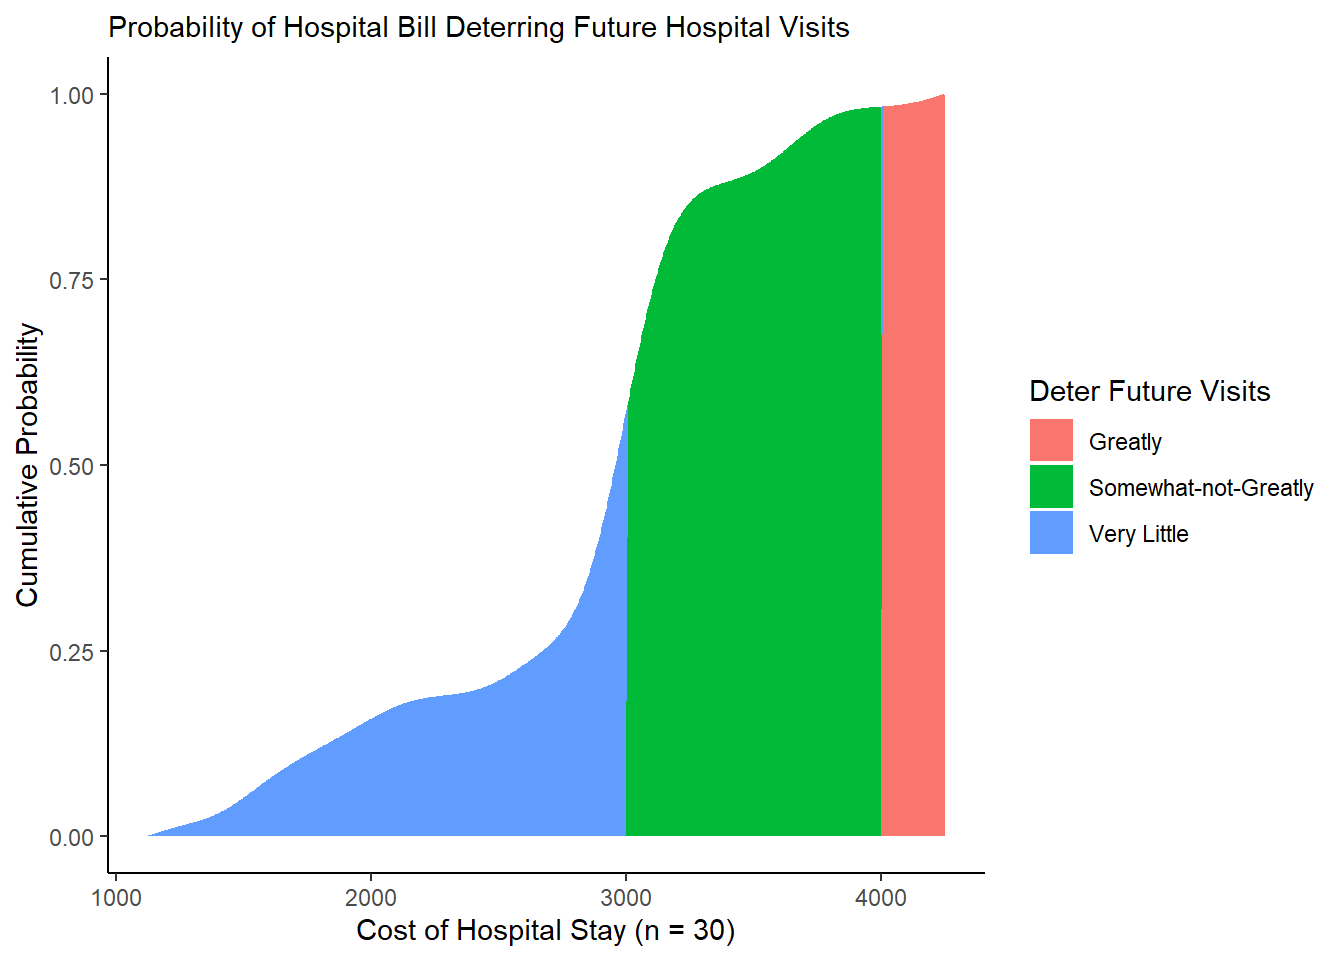 Probability of Hospital Bill Deterring Future Hospital Visits
1.00
0.75
0.50
0.25
0.00
Cumulative Probability
1000 2000 3000 4000
Cost of Hospital Stay (n = 30)
Deter Future Visits
Greatly
Somewhat-not-Greatly
Very Little